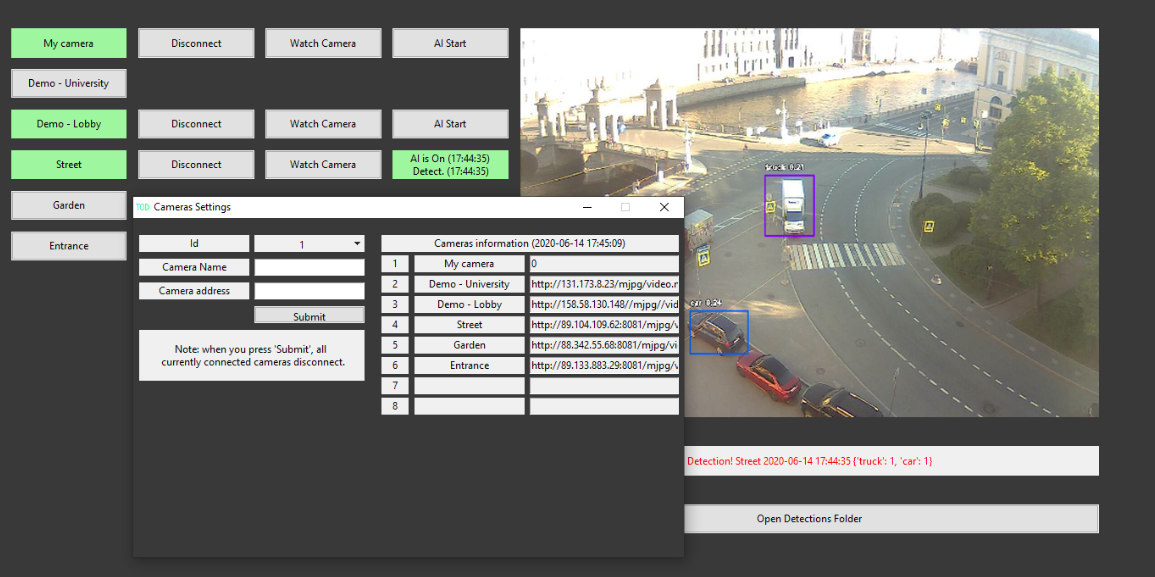 My camera
Disconnect
Watch Camera
AI Start
Demo - University
Demo - Lobby
Disconnect
Watch Camera
AI Start
Street
Disconnect
Watch Camera
AI is On (17:44:35)
Detect. (17:44:35)
Garden
Entrance
truck 0.21
car 0.24
TOD Cameras Settings
Id
1
Camera Name
Camera address
Submit
Note: when you press 'Submit', all
currently connected cameras disconnect.
Cameras information (2020-06-14 17:45:09)
1 My camera 0
2 Demo - University http://131.173.8.23/mjpg/video.r
3 Demo - Lobby http://158.58.130.148//mjpg//vid
4 Street http://89.104.109.62:8081/mjpg/v
5 Garden http://88.342.55.68:8081/mjpg/vi
6 Entrance http://89.133.883.29:8081/mjpg/v
7
8
Detection! Street 2020-06-14 17:44:35 {'truck': 1, 'car': 1}
Open Detections Folder